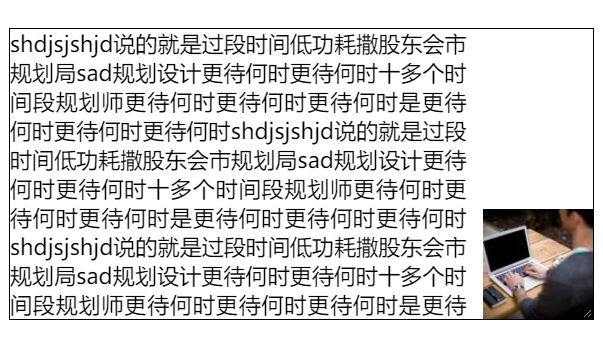 shdjsjshjd说的就是过段时间低功耗撒股东会市
规划局sad规划设计更待何时更待何时十多个时
间段规划师更待何时更待何时更待何时是更待
何时更待何时更待何时shdjsjshjd说的就是过段
时间低功耗撒股东会市规划局sad规划设计更待
何时更待何时十多个时间段规划师更待何时更
待何时更待何时是更待何时更待何时更待何时
shdjsjshjd说的就是过段时间低功耗撒股东会市
规划局sad规划设计更待何时更待何时十多个时
间段规划师更待何时更待何时更待何时是更待